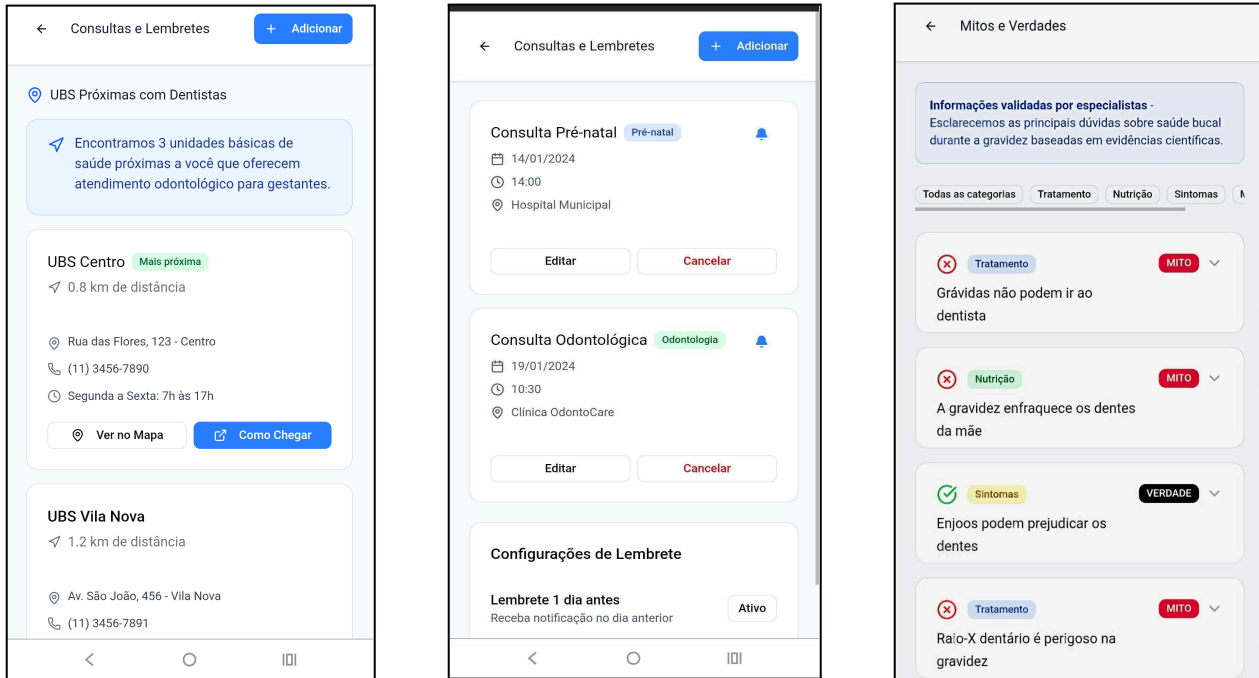 Consultas e Lembretes
+ Adicionar
UBS Próximas com Dentistas
Encontramos 3 unidades básicas de
saúde próximas a você que oferecem
atendimento odontológico para gestantes.
UBS Centro Mais próxima
0.8 km de distância
Rua das Flores, 123 - Centro
(11) 3456-7890
Segunda a Sexta: 7h às 17h
Ver no Mapa
Como Chegar
UBS Vila Nova
1.2 km de distância
Av. São João, 456 - Vila Nova
(11) 3456-7891
Consultas e Lembretes
+ Adicionar
Consulta Pré-natal Pré-natal
14/01/2024
14:00
Hospital Municipal
Editar
Cancelar
Consulta Odontológica Odontologia
19/01/2024
10:30
Clínica OdontoCare
Editar
Cancelar
Configurações de Lembrete
Lembrete 1 dia antes
Receba notificação no dia anterior
Ativo
Mitos e Verdades
Informações validadas por especialistas -
Esclarecemos as principais dúvidas sobre saúde bucal
durante a gravidez baseadas em evidências científicas.
Todas as categorias Tratamento Nutrição Sintomas
Tratamento MITO
Grávidas não podem ir ao
dentista
Nutrição MITO
A gravidez enfraquece os dentes
da mãe
Sintomas VERDADE
Enjoos podem prejudicar os
dentes
Tratamento MITO
Raio-X dentário é perigoso na
gravidez